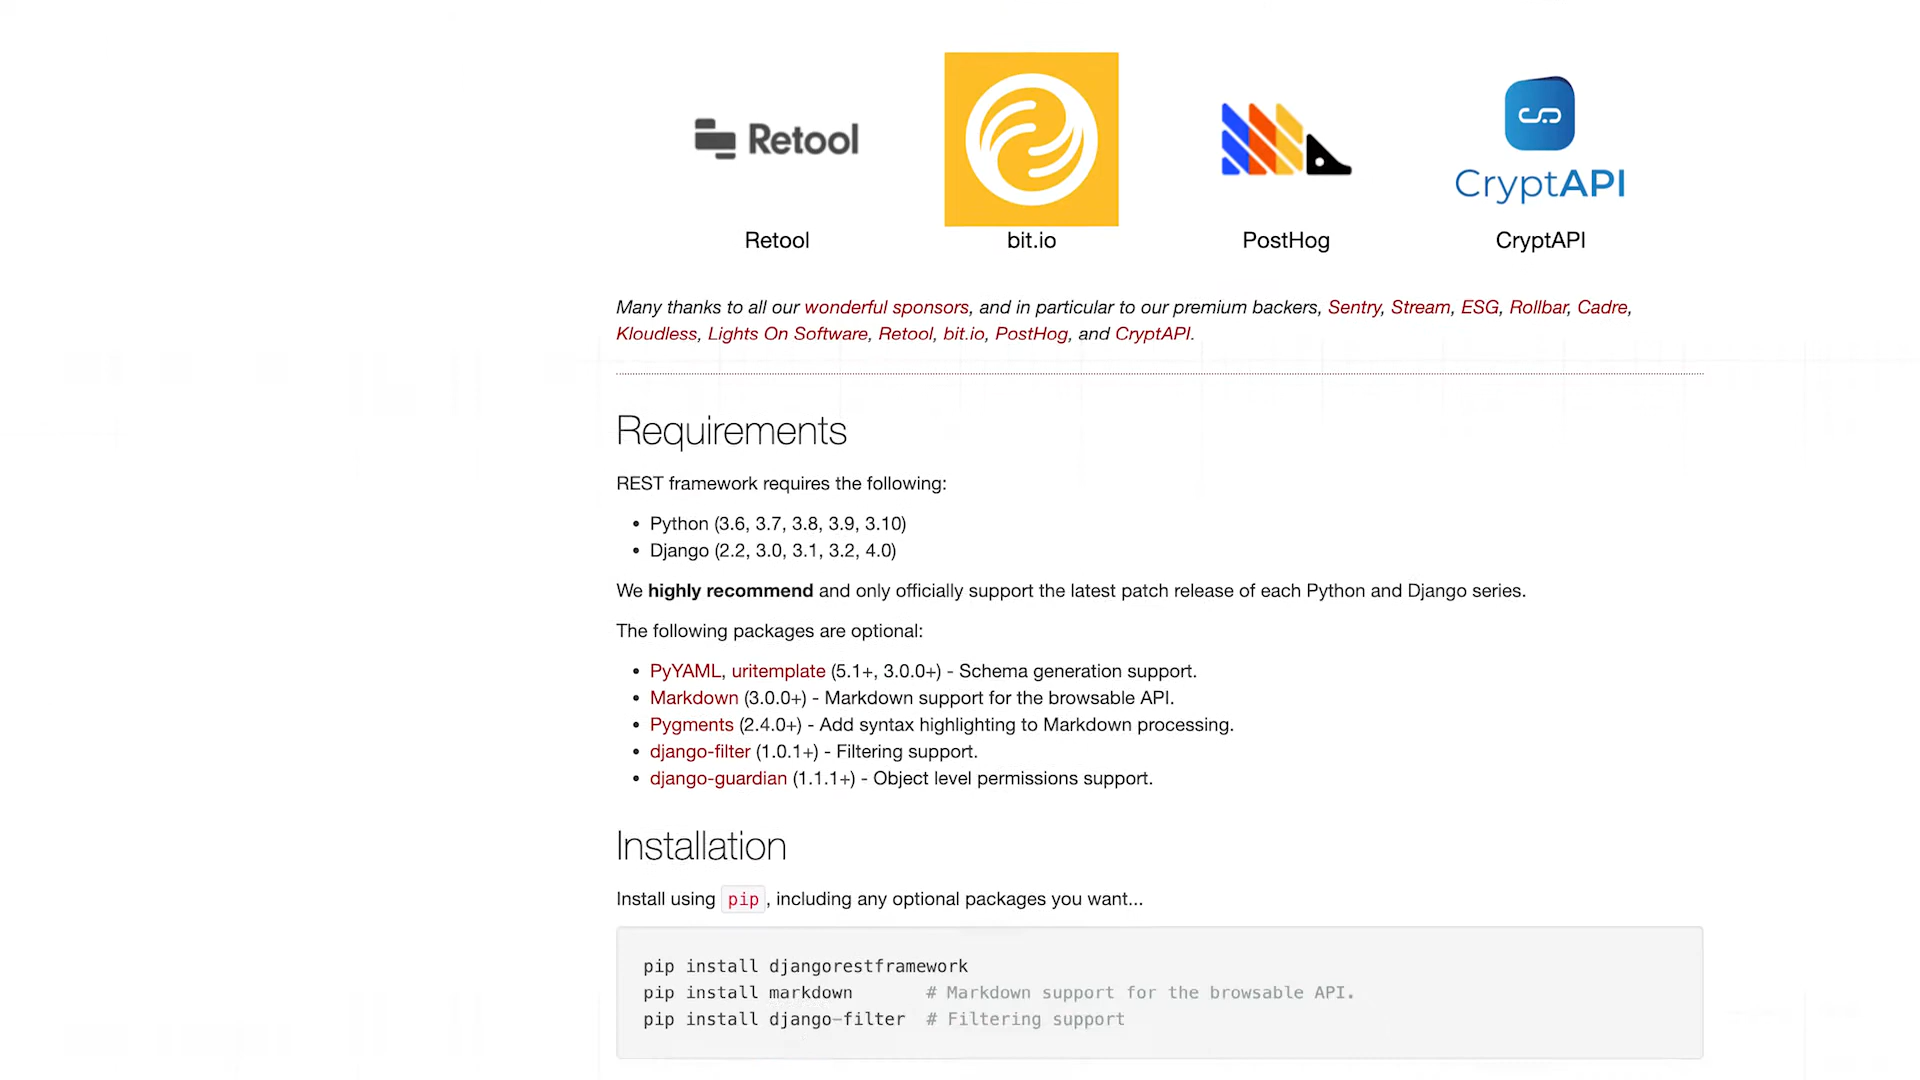 Retool
CryptAPI
Retool bit.io PostHog CryptAPI
Many thanks to all our wonderful sponsors, and in particular to our premium backers, Sentry, Stream, ESG, Rollbar, Cadre,
Kloudless, Lights On Software, Retool, bit.io, PostHog, and CryptAPI.
Requirements
REST framework requires the following:
• Python (3.6, 3.7, 3.8, 3.9, 3.10)
• Django (2.2, 3.0, 3.1, 3.2, 4.0)
We highly recommend and only officially support the latest patch release of each Python and Django series.
The following packages are optional:
• PyYAML, uritemplate (5.1+, 3.0.0+) - Schema generation support.
• Markdown (3.0.0+) - Markdown support for the browsable API.
• Pygments (2.4.0+) - Add syntax highlighting to Markdown processing.
• django-filter (1.0.1+) - Filtering support.
• django-guardian (1.1.1+) - Object level permissions support.
Installation
Install using pip, including any optional packages you want...
pip install djangorestframework
pip install markdown       # Markdown support for the browsable API.
pip install django-filter  # Filtering support